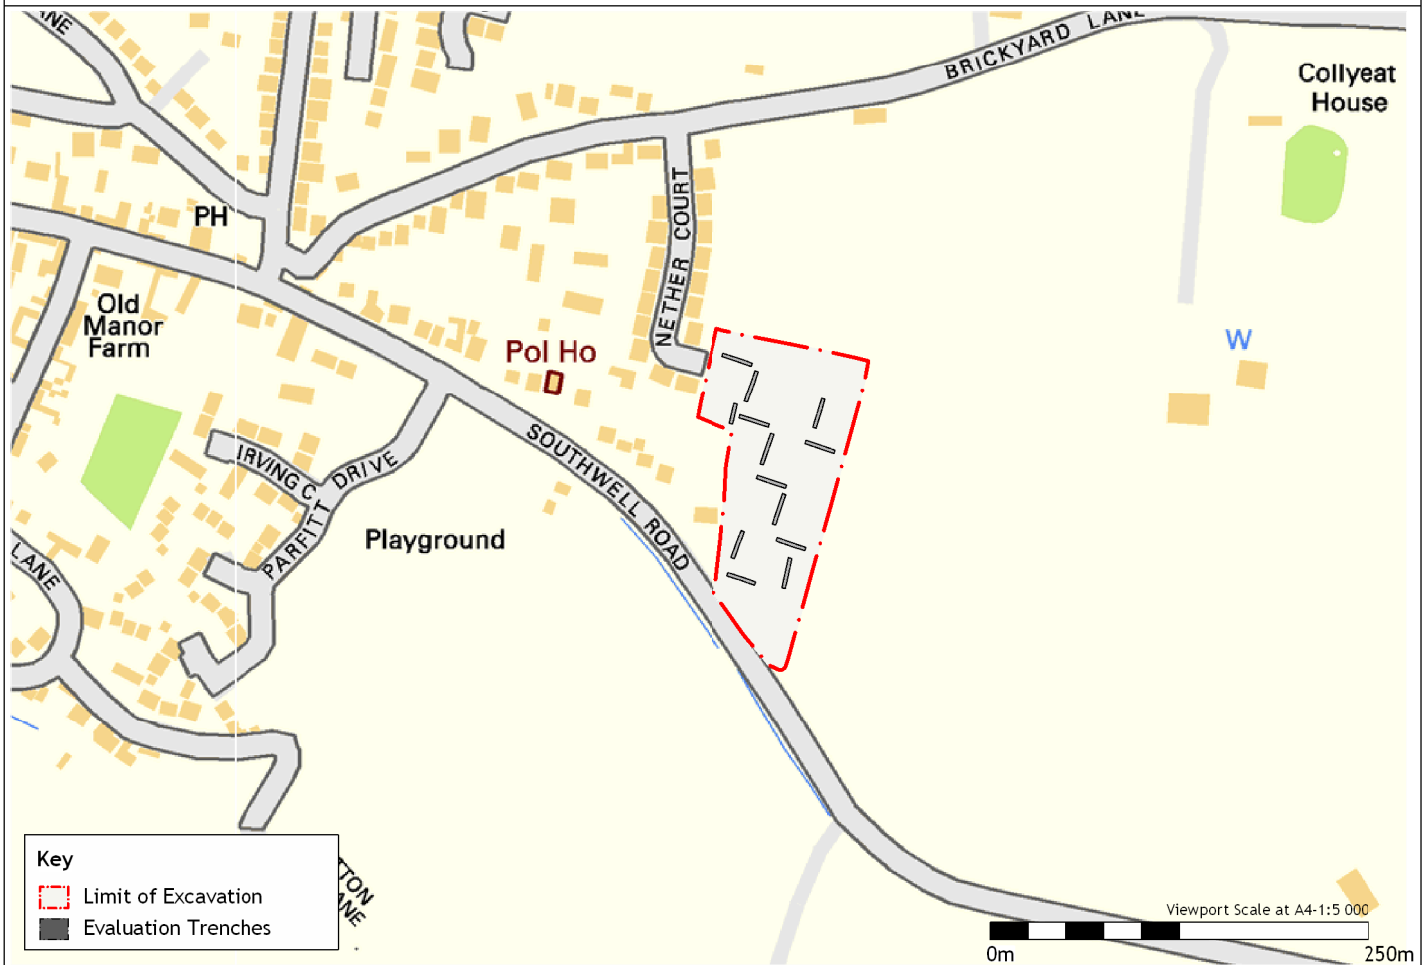 BRICKYARD LANE
Collyeat
House
PH
NETHER COURT
Old
Manor
Farm
W
Pol Ho
SOUTHWELL ROAD
IRVING C
PARFITT DRIVE
Playground
LANE
Key
Limit of Excavation
Evaluation Trenches
Viewport Scale at A4-1:5 000
0m
250m